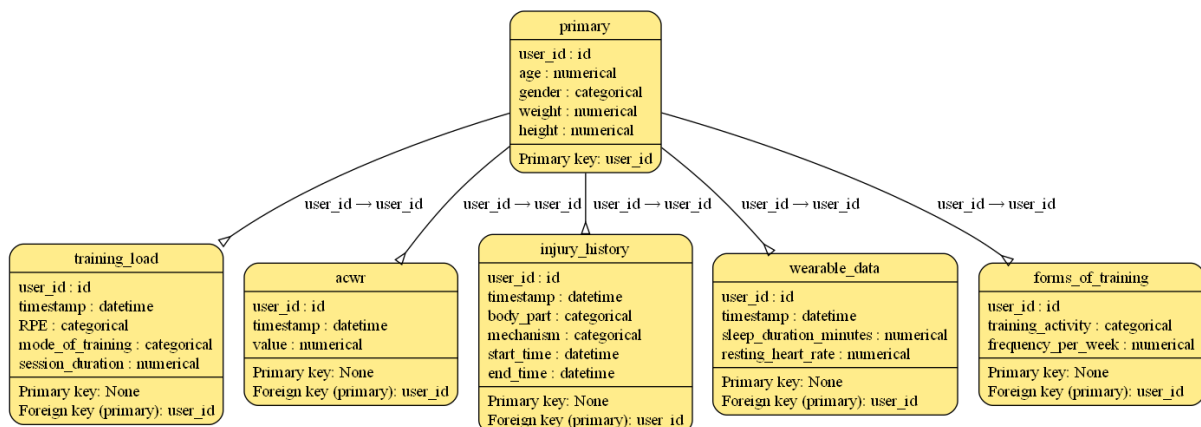 primary
user_id : id
age : numerical
gender : categorical
weight : numerical
height : numerical
Primary key: user_id
user_id → user_id
user_id → user_id
user_id → user_id
user_id → user_id
user_id → user_id
training_load
user_id : id
timestamp : datetime
RPE : categorical
mode_of_training : categorical
session_duration : numerical
Primary key: None
Foreign key (primary): user_id
acwr
user_id : id
timestamp : datetime
value : numerical
Primary key: None
Foreign key (primary): user_id
injury_history
user_id : id
timestamp : datetime
body_part : categorical
mechanism : categorical
start_time : datetime
end_time : datetime
Primary key: None
Foreign key (primary): user_id
wearable_data
user_id : id
timestamp : datetime
sleep_duration_minutes : numerical
resting_heart_rate : numerical
Primary key: None
Foreign key (primary): user_id
forms_of_training
user_id : id
training_activity : categorical
frequency_per_week : numerical
Primary key: None
Foreign key (primary): user_id